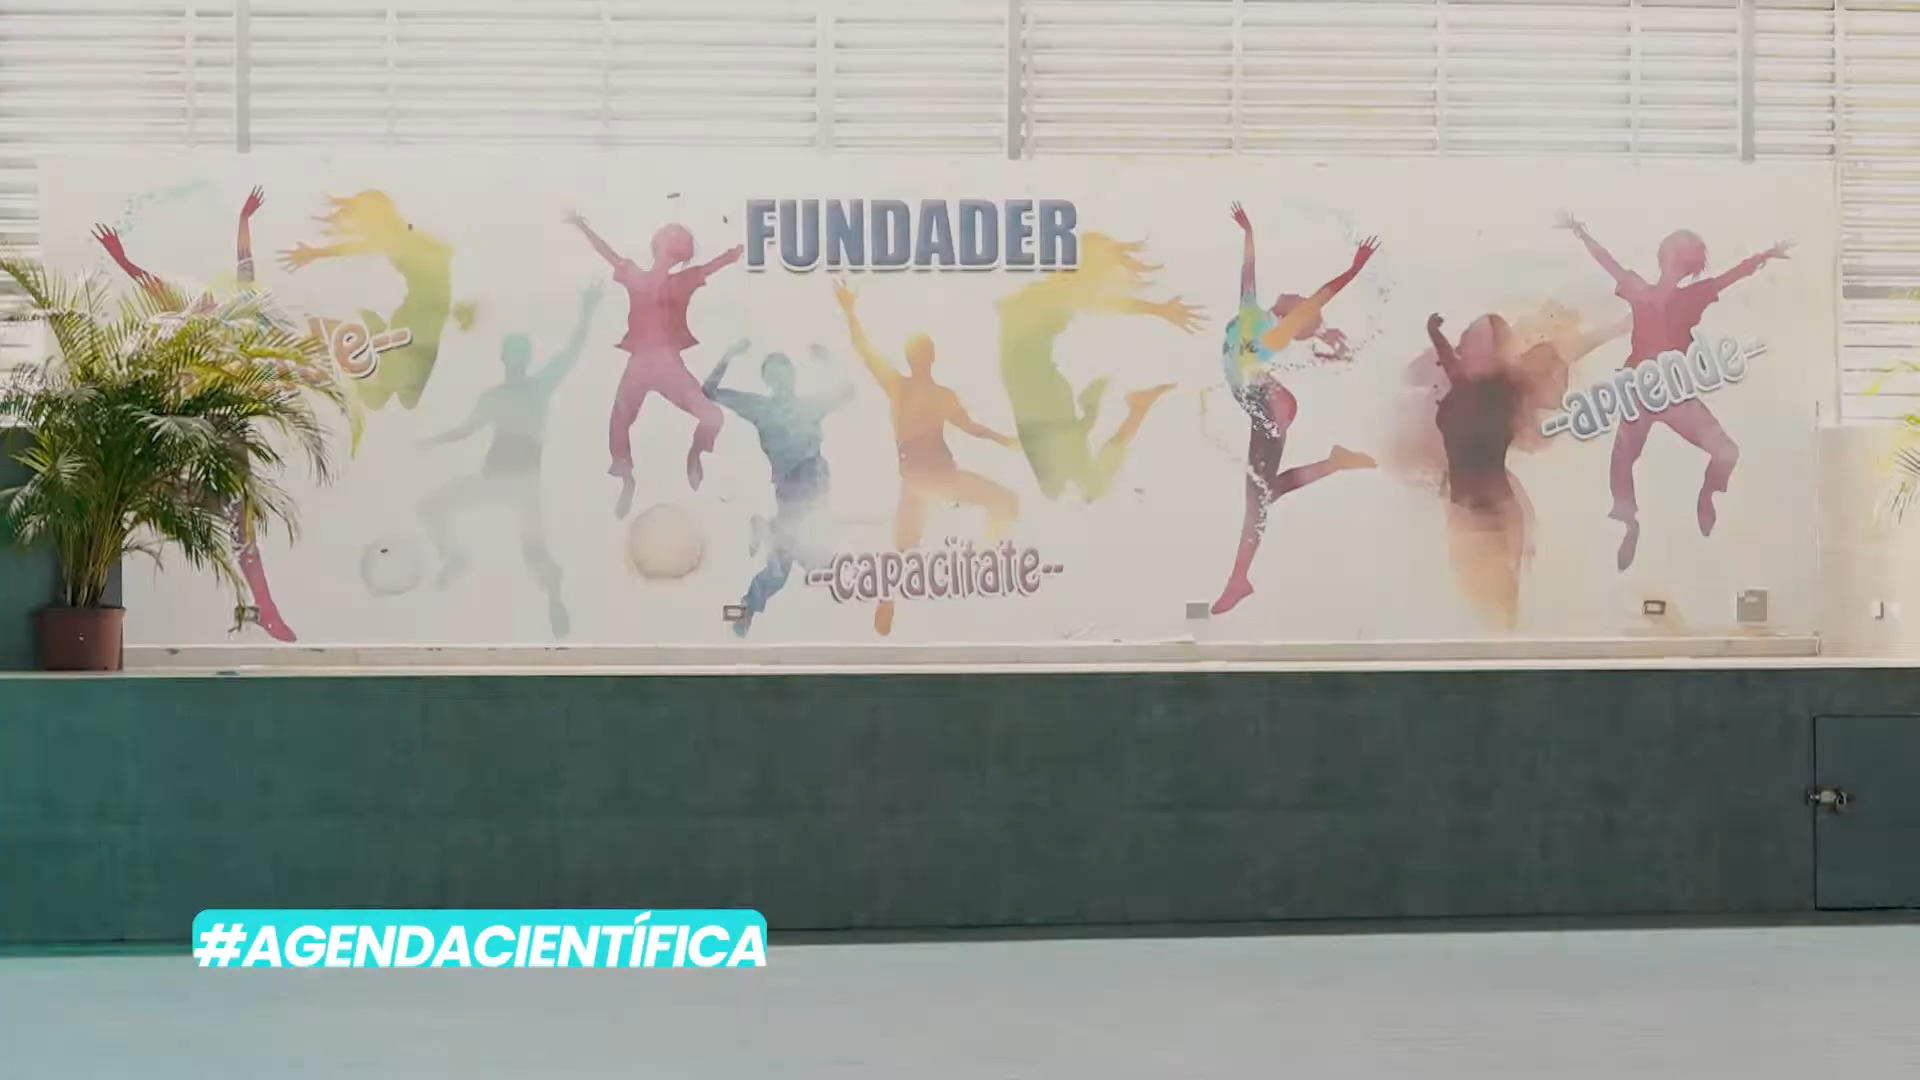 FUNDADER
--aprende--
--capacitate--
#AGENDACIENTÍFICA